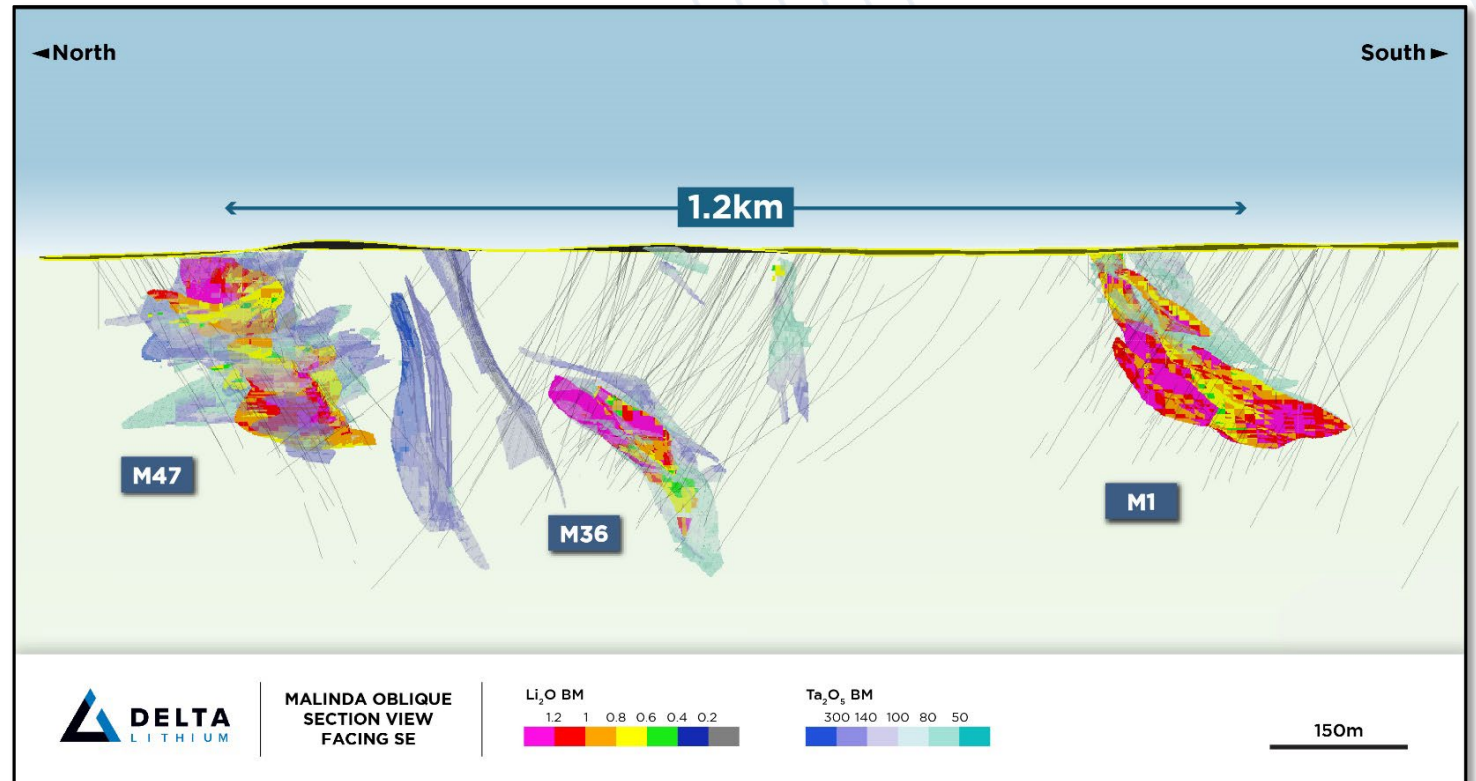 ◄North
South►
1.2km
M47
M36
M1
DELTA
LITHIUM
MALINDA OBLIQUE
SECTION VIEW
FACING SE
Li₂O BM
1.2 1 0.8 0.6 0.4 0.2
Ta₂O₅ BM
300 140 100 80 50
150m